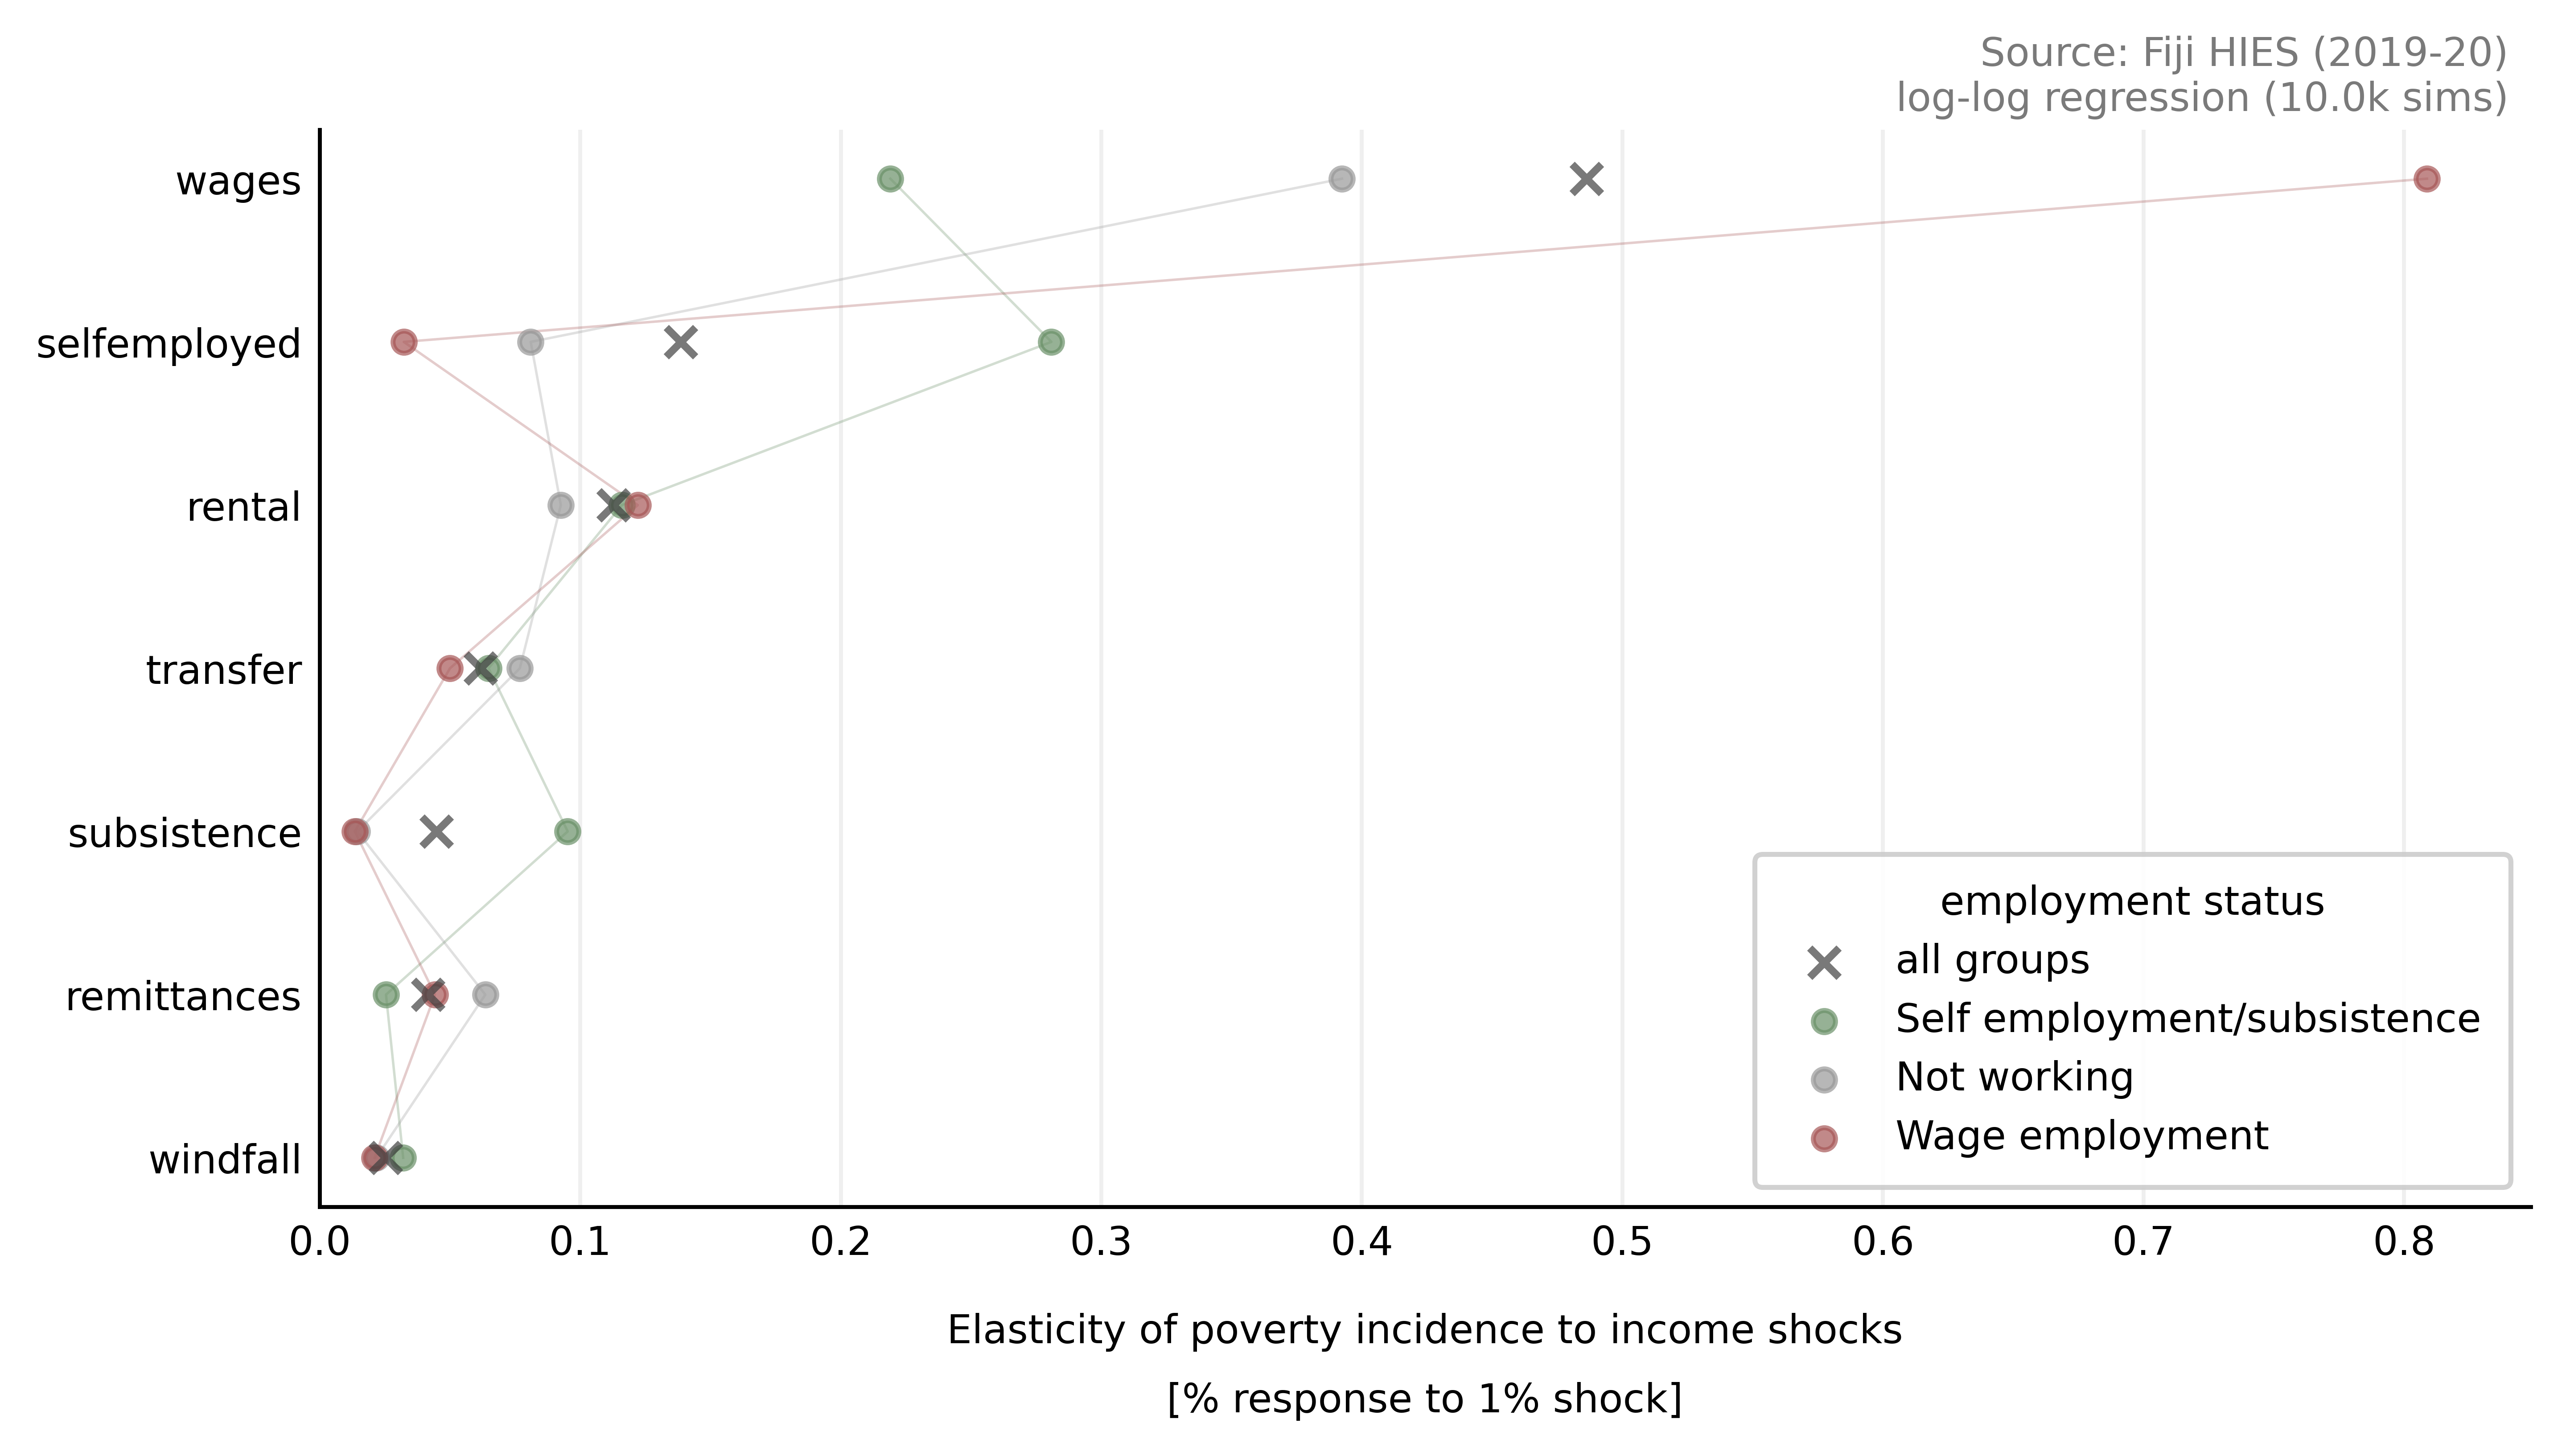 Source: Fiji HIES (2019-20)
log-log regression (10.0k sims)
wages
selfemployed
rental
transfer
subsistence
remittances
windfall
employment status
all groups
Self employment/subsistence
Not working
Wage employment
0.0 0.1 0.2 0.3 0.4 0.5 0.6 0.7 0.8
Elasticity of poverty incidence to income shocks
[% response to 1% shock]